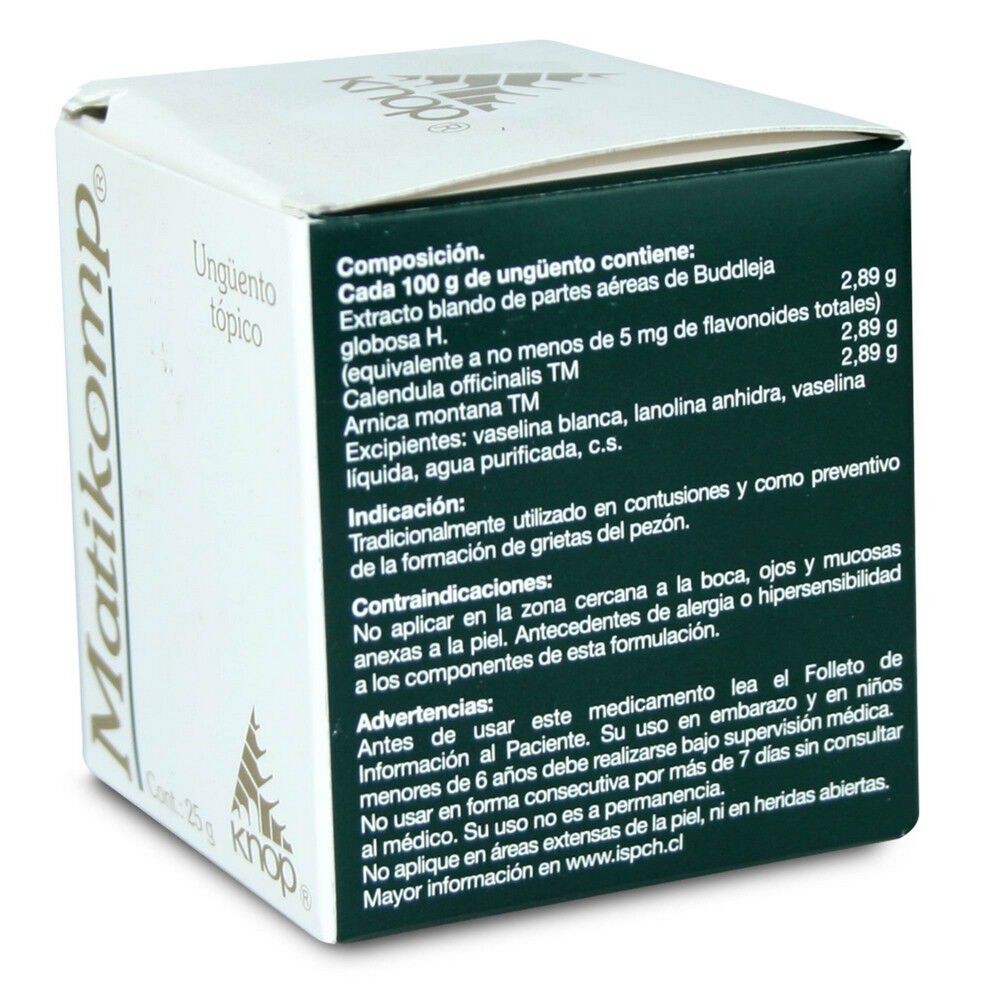 Knop®
Matikomp®
Ungüento
tópico
Cont.: 25 g
Knop®
Composición.
Cada 100 g de ungüento contiene:
Extracto blando de partes aéreas de Buddleja 2,89 g
globosa H.
(equivalente a no menos de 5 mg de flavonoides totales)
Calendula officinalis TM 2,89 g
Arnica montana TM 2,89 g
Excipientes: vaselina blanca, lanolina anhidra, vaselina
líquida, agua purificada, c.s.
Indicación:
Tradicionalmente utilizado en contusiones y como preventivo
de la formación de grietas del pezón.
Contraindicaciones:
No aplicar en la zona cercana a la boca, ojos y mucosas
anexas a la piel. Antecedentes de alergia o hipersensibilidad
a los componentes de esta formulación.
Advertencias:
Antes de usar este medicamento lea el Folleto de
Información al Paciente. Su uso en embarazo y en niños
menores de 6 años debe realizarse bajo supervisión médica.
No usar en forma consecutiva por más de 7 días sin consultar
al médico. Su uso no es a permanencia.
No aplique en áreas extensas de la piel, ni en heridas abiertas.
Mayor información en www.ispch.cl